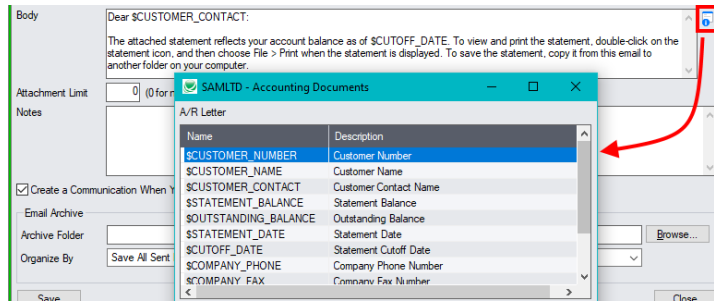 Body
Dear $CUSTOMER_CONTACT:
The attached statement reflects your account balance as of $CUTOFF_DATE. To view and print the statement, double-click on the
statement icon, and then choose File > Print when the statement is displayed. To save the statement, copy it from this email to
another folder on your computer.
Attachment Limit 0 (0 for
Notes
SAMLTD - Accounting Documents
A/R Letter
Name Description
$CUSTOMER_NUMBER Customer Number
$CUSTOMER_NAME Customer Name
$CUSTOMER_CONTACT Customer Contact Name
$STATEMENT_BALANCE Statement Balance
$OUTSTANDING_BALANCE Outstanding Balance
$STATEMENT_DATE Statement Date
$CUTOFF_DATE Statement Cutoff Date
$COMPANY_PHONE Company Phone Number
$COMPANY_FAX Company Fax Number
Create a Communication When Y
Email Archive
Archive Folder Browse...
Organize By Save All Sent
Save Close